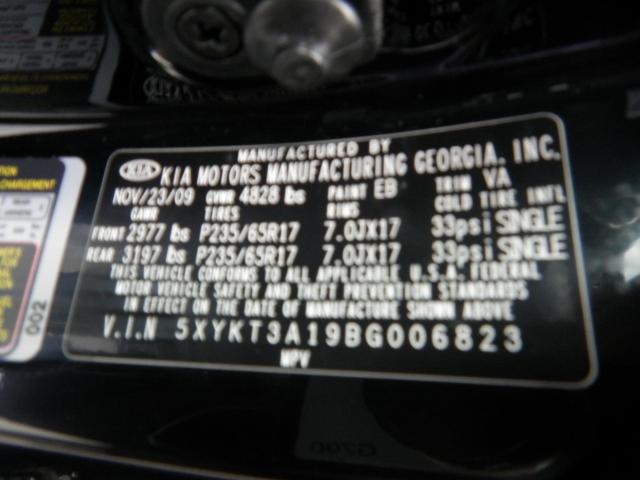 MANUFACTURED BY
KIA KIA MOTORS MANUFACTURING GEORGIA, INC.
NOV/23/09 GVWR 4828 lbs PAINT EB TRIM VA
GAWR TIRES RIMS COLD TIRE INFL
FRONT 2977 lbs P235/65R17 7.0JX17 33psi SINGLE
REAR 3197 lbs P235/65R17 7.0JX17 33psi SINGLE
THIS VEHICLE CONFORMS TO ALL APPLICABLE U.S.A. FEDERAL
MOTOR VEHICLE SAFETY AND THEFT PREVENTION STANDARDS
IN EFFECT ON THE DATE OF MANUFACTURE SHOWN ABOVE
V.I.N 5XYKT3A19BG006823
MPV
002